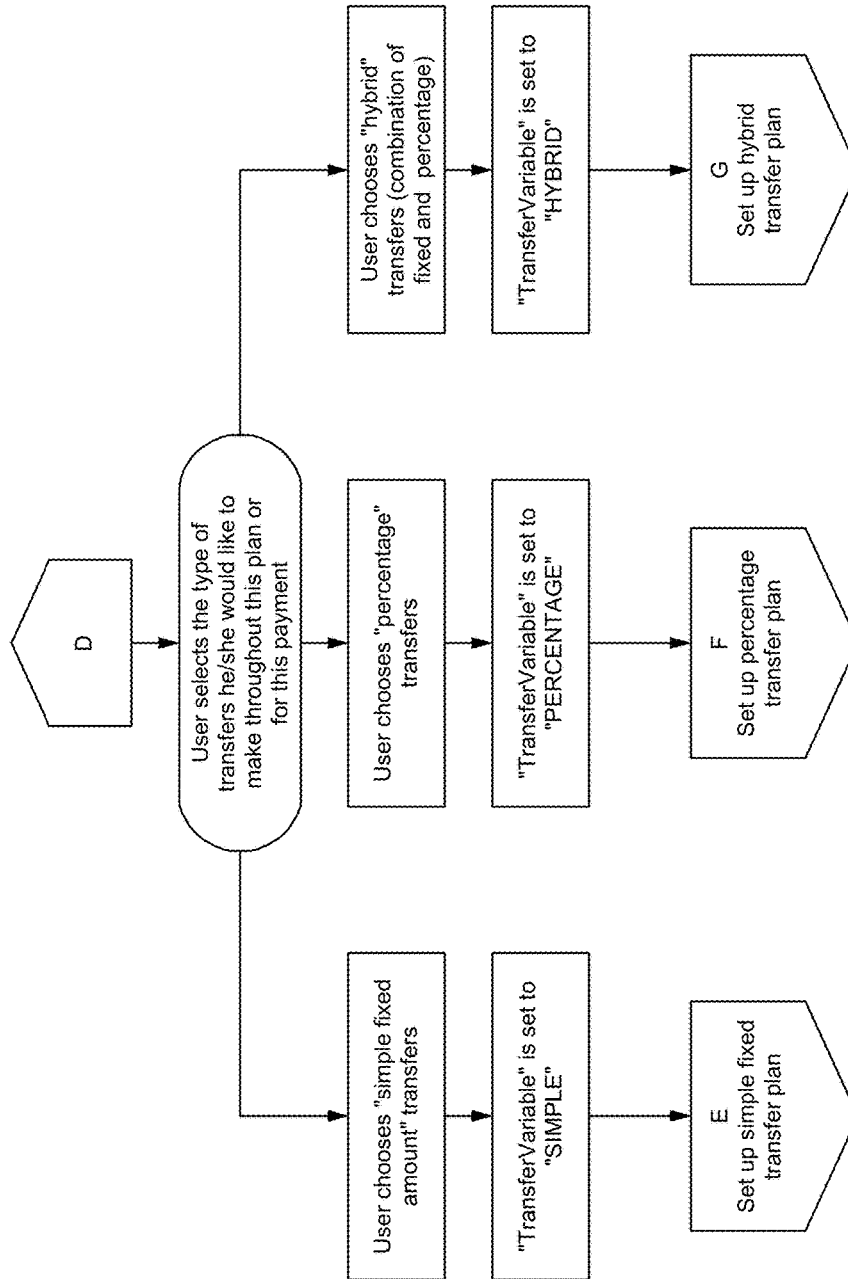 D
User selects the type of
transfers he/she would like to
make throughout this plan or
for this payment
User chooses "simple fixed
amount" transfers
"TransferVariable" is set to
"SIMPLE"
E
Set up simple fixed
transfer plan
User chooses "percentage"
transfers
"TransferVariable" is set to
"PERCENTAGE"
F
Set up percentage
transfer plan
User chooses "hybrid"
transfers (combination of
fixed and percentage)
"TransferVariable" is set to
"HYBRID"
G
Set up hybrid
transfer plan